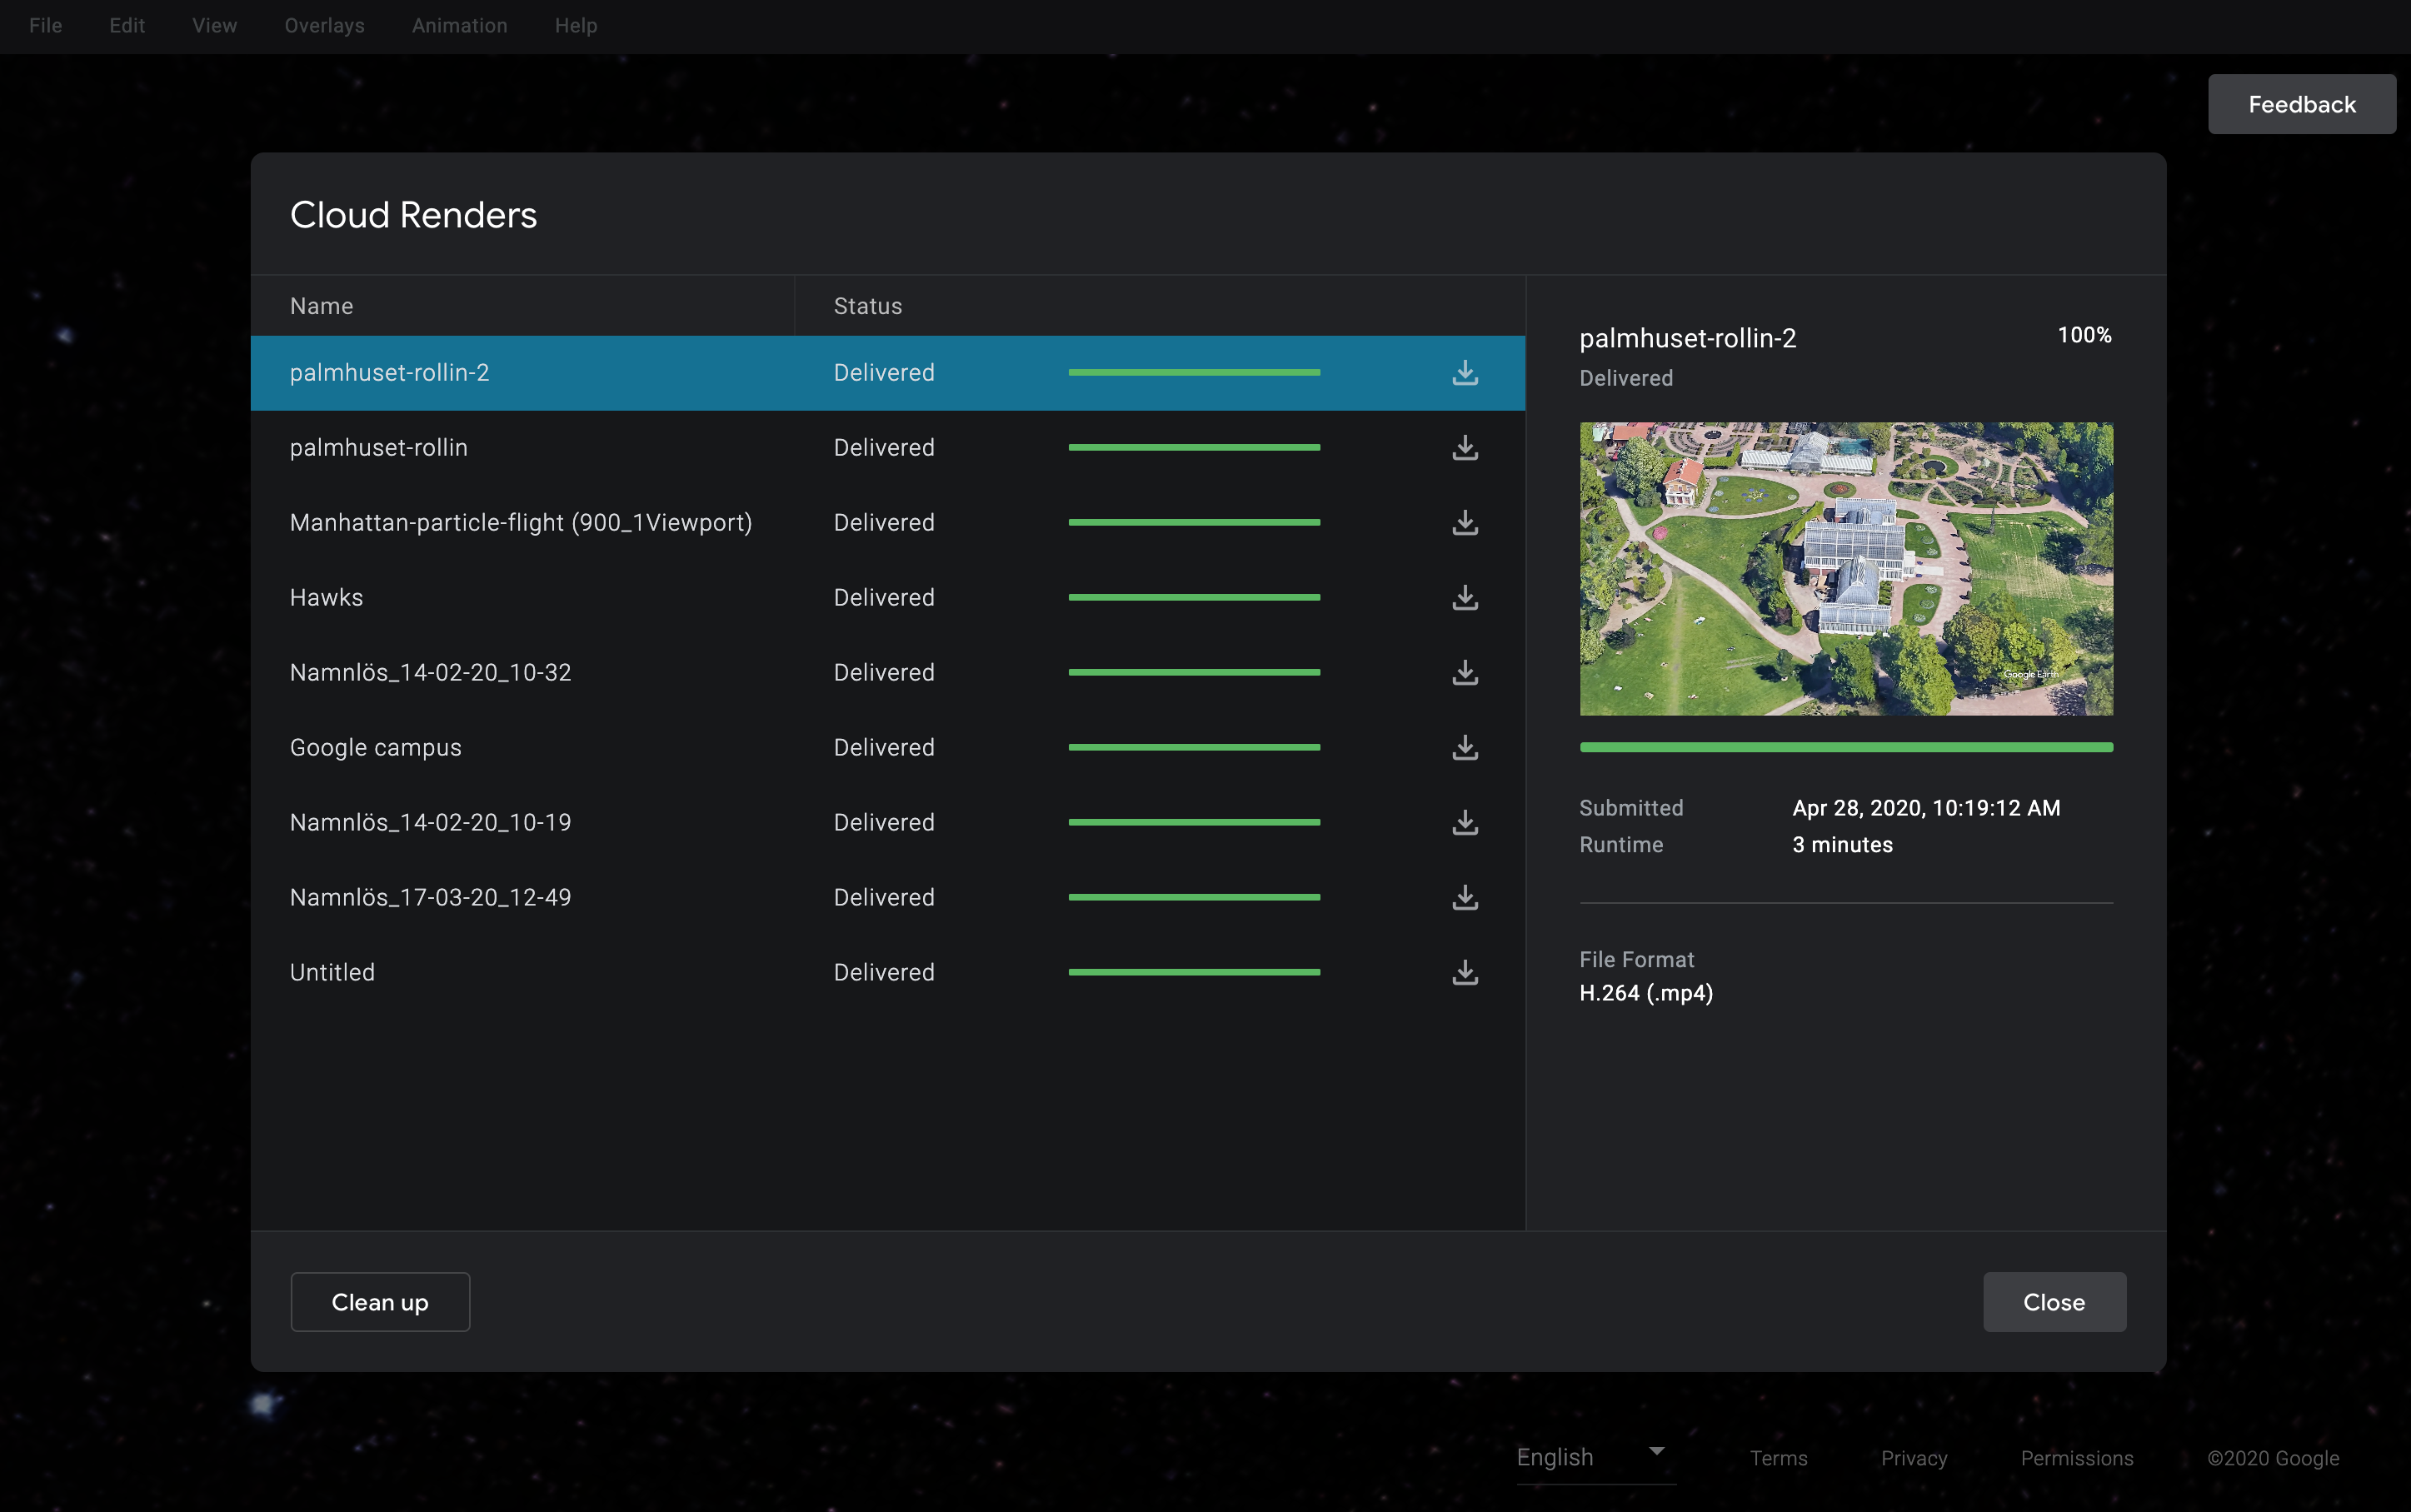 File Edit View Overlays Animation Help
Feedback
Cloud Renders
Name Status
palmhuset-rollin-2 Delivered
palmhuset-rollin Delivered
Manhattan-particle-flight (900_1Viewport) Delivered
Hawks Delivered
Namnlös_14-02-20_10-32 Delivered
Google campus Delivered
Namnlös_14-02-20_10-19 Delivered
Namnlös_17-03-20_12-49 Delivered
Untitled Delivered
palmhuset-rollin-2 100%
Delivered
Google Earth
Submitted Apr 28, 2020, 10:19:12 AM
Runtime 3 minutes
File Format
H.264 (.mp4)
Clean up Close
English Terms Privacy Permissions ©2020 Google